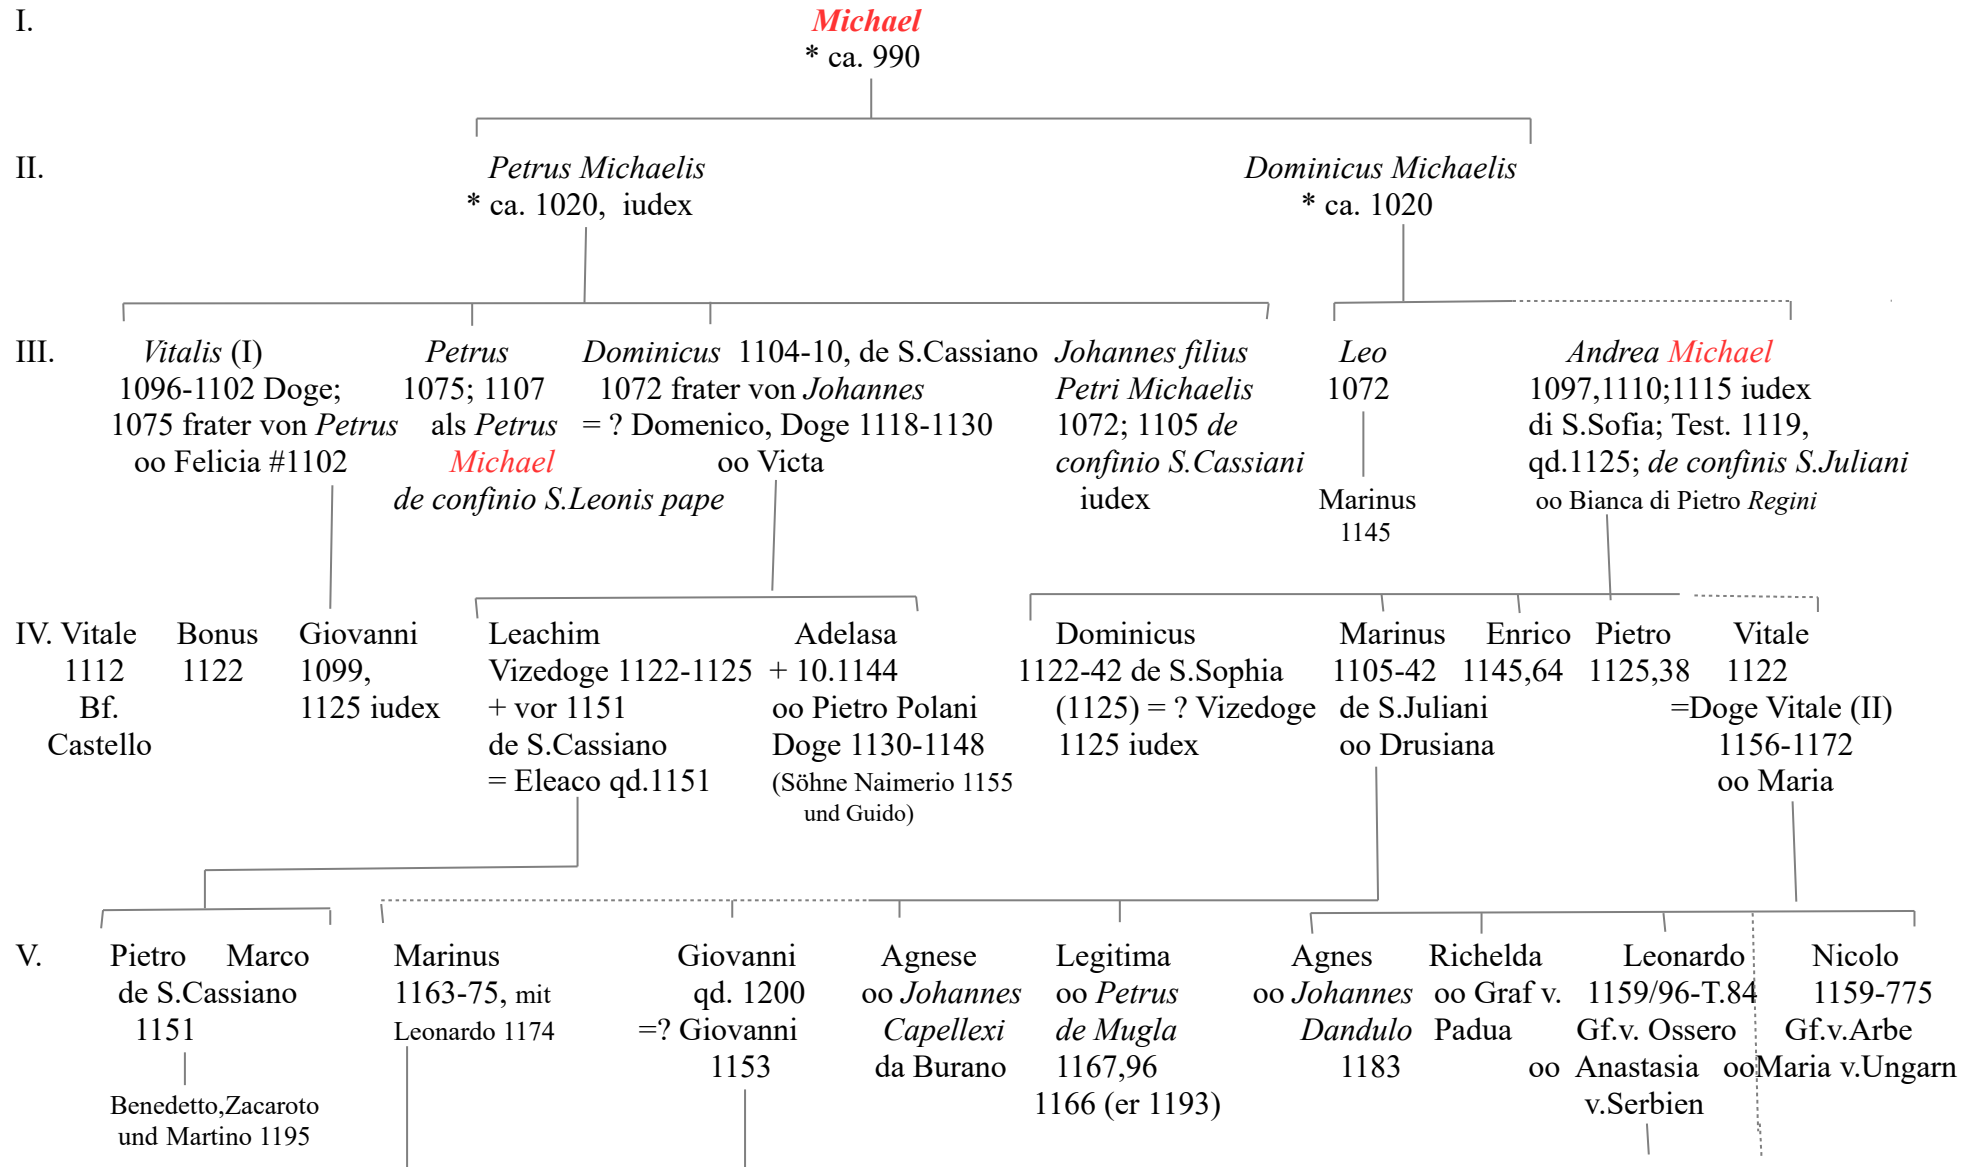 I.
Michael
* ca. 990
II.
Petrus Michaelis
* ca. 1020, iudex
Dominicus Michaelis
* ca. 1020
III.
Vitalis (I)
1096-1102 Doge;
1075 frater von Petrus
oo Felicia #1102
Petrus
1075; 1107
als Petrus
Michael
de confinio S.Leonis pape
Dominicus 1104-10, de S.Cassiano
1072 frater von Johannes
= ? Domenico, Doge 1118-1130
oo Victa
Johannes filius
Petri Michaelis
1072; 1105 de
confinio S.Cassiani
iudex
Leo
1072
Marinus
1145
Andrea Michael
1097,1110;1115 iudex
di S.Sofia; Test. 1119,
qd.1125; de confinis S.Juliani
oo Bianca di Pietro Regini
IV.
Vitale
1112
Bf.
Castello
Bonus
1122
Giovanni
1099,
1125 iudex
Leachim
Vizedoge 1122-1125
+ vor 1151
de S.Cassiano
= Eleaco qd.1151
Adelasa
+ 10.1144
oo Pietro Polani
Doge 1130-1148
(Söhne Naimerio 1155
und Guido)
Dominicus
1122-42 de S.Sophia
(1125) = ? Vizedoge
1125 iudex
Marinus
1105-42
de S.Juliani
oo Drusiana
Enrico
1145,64
Pietro
1125,38
Vitale
1122
=Doge Vitale (II)
1156-1172
oo Maria
V.
Pietro Marco
de S.Cassiano
1151
Benedetto,Zacaroto
und Martino 1195
Marinus
1163-75, mit
Leonardo 1174
Giovanni
qd. 1200
=? Giovanni
1153
Agnese
oo Johannes
Capellexi
da Burano
Legitima
oo Petrus
de Mugla
1167,96
1166 (er 1193)
Agnes
oo Johannes
Dandulo
1183
Richelda
oo Graf v.
Padua
Leonardo
1159/96-T.84
Gf.v. Ossero
oo Anastasia
v.Serbien
Nicolo
1159-775
Gf.v.Arbe
ooMaria v.Ungarn